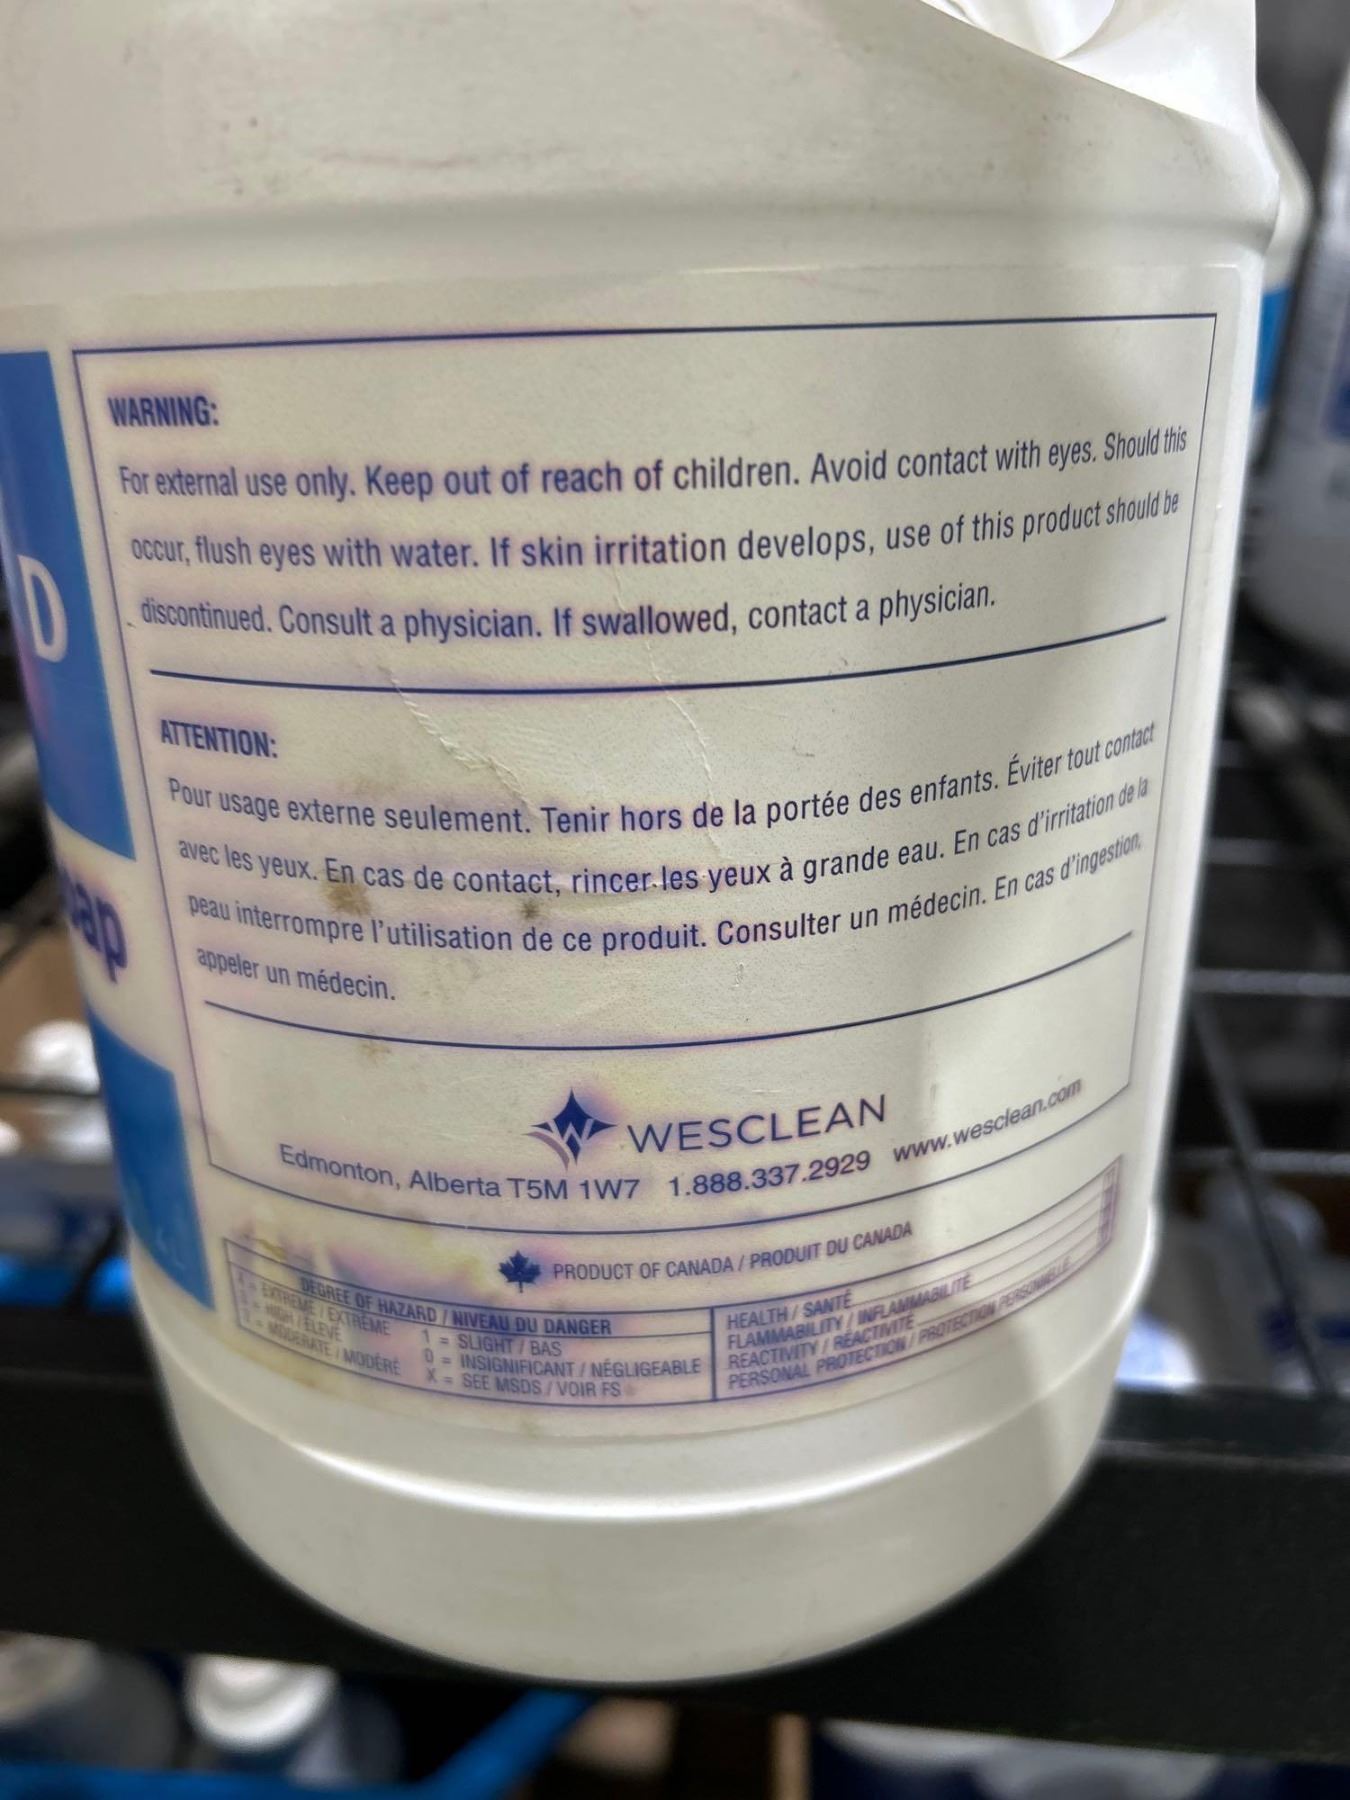 D
WARNING:
For external use only. Keep out of reach of children. Avoid contact with eyes. Should this
occur, flush eyes with water. If skin irritation develops, use of this product should be
discontinued. Consult a physician. If swallowed, contact a physician.
ATTENTION:
Pour usage externe seulement. Tenir hors de la portée des enfants. Éviter tout contact
avec les yeux. En cas de contact, rincer les yeux à grande eau. En cas d'irritation de la
peau interrompre l'utilisation de ce produit. Consulter un médecin. En cas d'ingestion,
appeler un médecin.
WESCLEAN
Edmonton, Alberta T5M 1W7 1.888.337.2929 www.wesclean.com
PRODUCT OF CANADA / PRODUIT DU CANADA
DEGREE OF HAZARD / NIVEAU DU DANGER
= EXTREME / EXTRÊME
= HIGH / ÉLEVÉ
= MODERATE / MODÉRÉ
1 = SLIGHT / BAS
0 = INSIGNIFICANT / NÉGLIGEABLE
X = SEE MSDS / VOIR FS
HEALTH / SANTÉ
FLAMMABILITY / INFLAMMABILITÉ
REACTIVITY / RÉACTIVITÉ
PERSONAL PROTECTION / PROTECTION PERSONNELLE